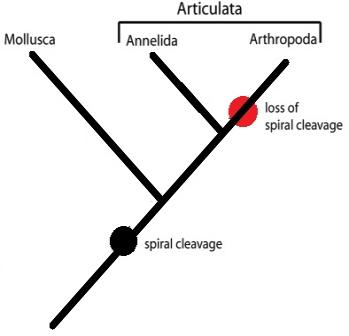 Articulata
Mollusca
Annelida
Arthropoda
loss of
spiral cleavage
spiral cleavage